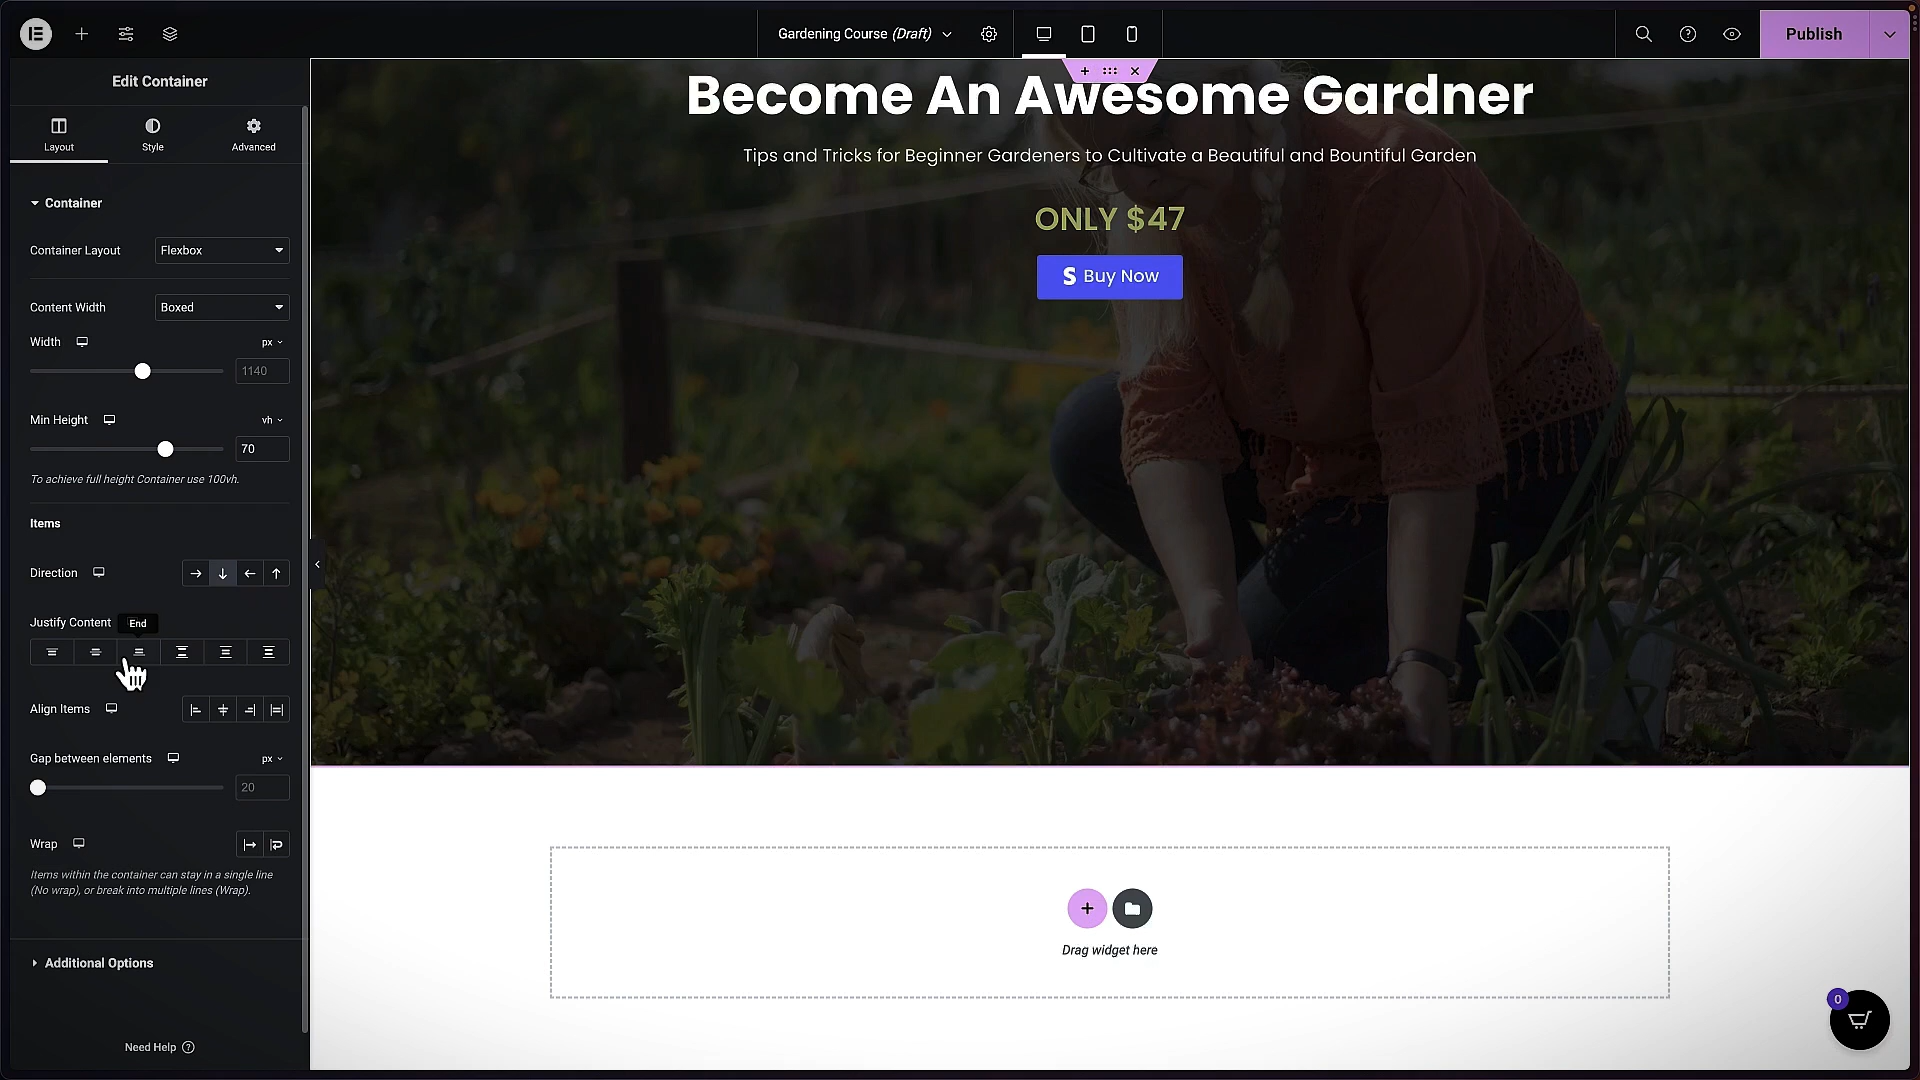 Gardening Course (Draft)
Publish
Edit Container
Layout
Style
Advanced
Container
Container Layout
Flexbox
Content Width
Boxed
Width
px
1140
Min Height
vh
70
To achieve full height Container use 100vh.
Items
Direction
Justify Content
End
Align Items
Gap between elements
px
20
Wrap
Items within the container can stay in a single line
(No wrap), or break into multiple lines (Wrap).
Additional Options
Need Help
Become An Awesome Gardner
Tips and Tricks for Beginner Gardeners to Cultivate a Beautiful and Bountiful Garden
ONLY $47
S Buy Now
Drag widget here
0